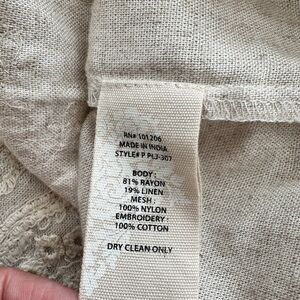 RN# 101206
MADE IN INDIA
STYLE# P PLJ-307
BODY :
81% RAYON
19% LINEN
MESH :
100% NYLON
EMBROIDERY :
100% COTTON
DRY CLEAN ONLY